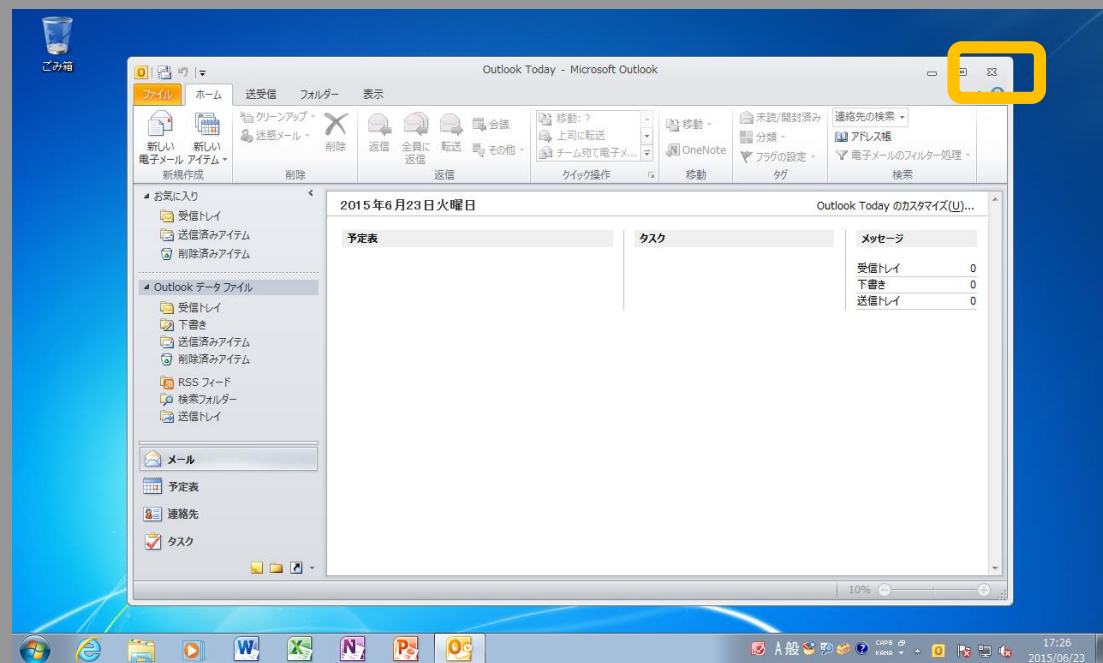 ごみ箱
Outlook Today - Microsoft Outlook
ファイル ホーム 送受信 フォルダー 表示
新しい
電子メール
新しい
アイテム
新規作成
クリーンアップ
迷惑メール
削除
削除
返信
全員に
返信
転送
会議
その他
返信
移動: ?
上司に転送
チーム宛て電子メ...
クイック操作
移動
OneNote
移動
未読/開封済み
分類
フラグの設定
タグ
連絡先の検索
アドレス帳
電子メールのフィルター処理
検索
お気に入り
受信トレイ
送信済みアイテム
削除済みアイテム
Outlook データ ファイル
受信トレイ
下書き
送信済みアイテム
削除済みアイテム
RSS フィード
検索フォルダー
送信トレイ
メール
予定表
連絡先
タスク
2015年6月23日火曜日
Outlook Today のカスタマイズ(U)...
予定表
タスク
メッセージ
受信トレイ 0
下書き 0
送信トレイ 0
10%
A 般
CAPS
KANA
17:26
2015/06/23